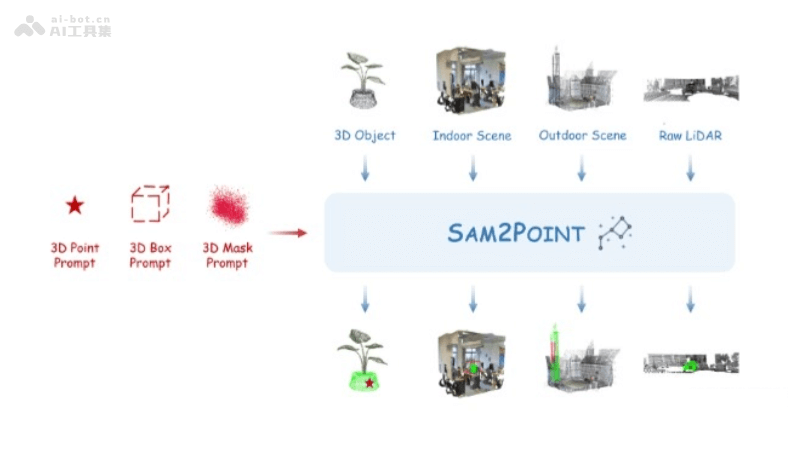 ai-bot.cn
AI工具集
3D Object
Indoor Scene
Outdoor Scene
Raw LiDAR
3D Point
Prompt
3D Box
Prompt
3D Mask
Prompt
SAM2POINT